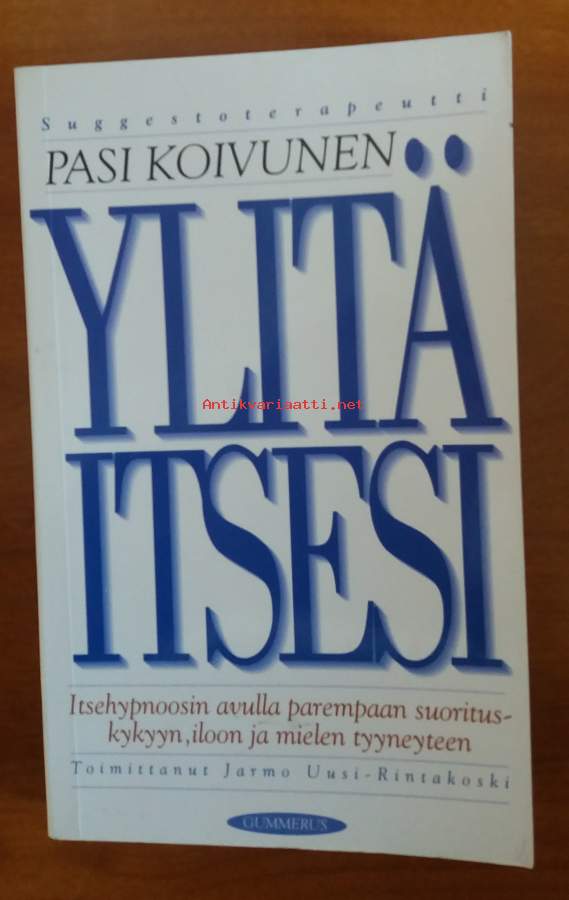 Suggestoterapeutti
PASI KOIVUNEN
YLITÄ
Antikvariaatti.net
ITSESI
Itsehypnoosin avulla parempaan suoritus-
kykyyn, iloon ja mielen tyyneyteen
Toimittanut Jarmo Uusi-Rintakoski
GUMMERUS